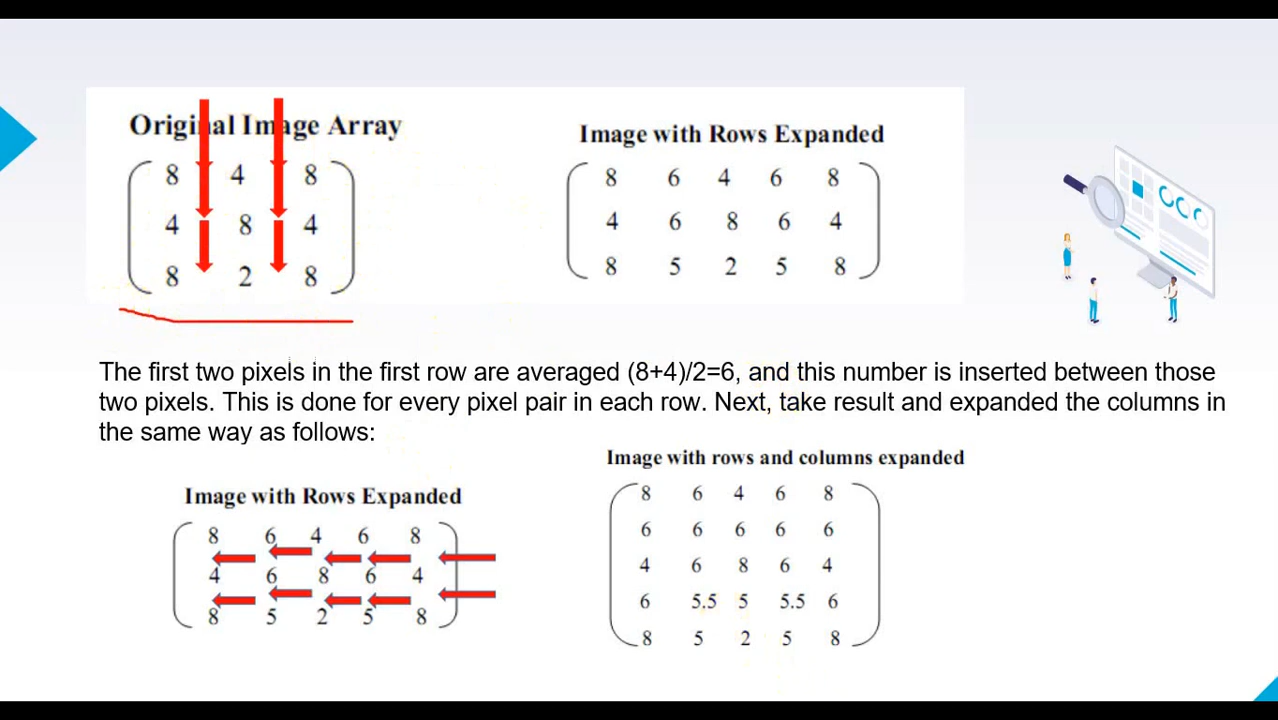 Original Image Array
8 4 8
4 8 4
8 2 8
Image with Rows Expanded
8 6 4 6 8
4 6 8 6 4
8 5 2 5 8
The first two pixels in the first row are averaged (8+4)/2=6, and this number is inserted between those
two pixels. This is done for every pixel pair in each row. Next, take result and expanded the columns in
the same way as follows:
Image with Rows Expanded
8 6 4 6 8
4 6 8 6 4
8 5 2 5 8
Image with rows and columns expanded
8 6 4 6 8
6 6 6 6 6
4 6 8 6 4
6 5.5 5 5.5 6
8 5 2 5 8